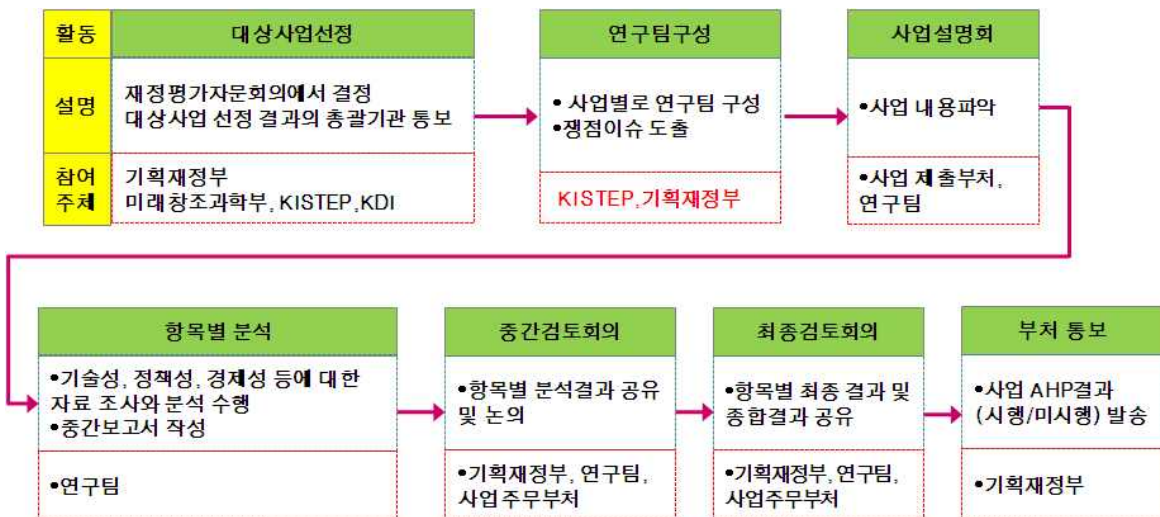 활동
대상사업선정
연구팀구성
사업설명회
설명
재정평가자문회의에서 결정
대상사업 선정 결과의 총괄기관 통보
• 사업별로 연구팀 구성
•쟁점이슈 도출
•사업 내용파악
참여
주체
기획재정부
미래창조과학부, KISTEP,KDI
KISTEP,기획재정부
•사업 제출부처,
연구팀
항목별 분석
중간검토회의
최종검토회의
부처 통보
•기술성, 정책성, 경제성 등에 대한
자료 조사와 분석 수행
•중간보고서 작성
•항목별 분석결과 공유
및 논의
•항목별 최종 결과 및
종합결과 공유
•사업 AHP결과
(시행/미시행) 발송
•연구팀
•기획재정부, 연구팀,
사업주무부처
•기획재정부, 연구팀,
사업주무부처
•기획재정부